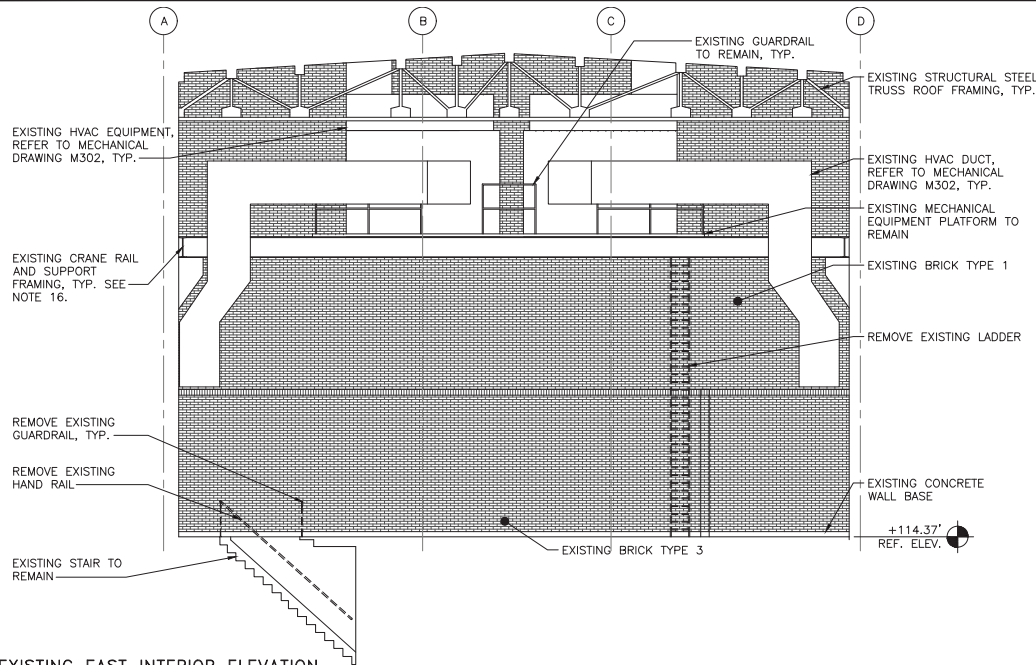 A
B
C
D
EXISTING GUARDRAIL
TO REMAIN, TYP.
EXISTING STRUCTURAL STEEL
TRUSS ROOF FRAMING, TYP.
EXISTING HVAC EQUIPMENT,
REFER TO MECHANICAL
DRAWING M302, TYP.
EXISTING HVAC DUCT,
REFER TO MECHANICAL
DRAWING M302, TYP.
EXISTING MECHANICAL
EQUIPMENT PLATFORM TO
REMAIN
EXISTING CRANE RAIL
AND SUPPORT
FRAMING, TYP. SEE
NOTE 16.
EXISTING BRICK TYPE 1
REMOVE EXISTING LADDER
REMOVE EXISTING
GUARDRAIL, TYP.
REMOVE EXISTING
HAND RAIL
EXISTING CONCRETE
WALL BASE
+114.37'
REF. ELEV.
EXISTING BRICK TYPE 3
EXISTING STAIR TO
REMAIN
EXISTING EAST INTERIOR ELEVATION